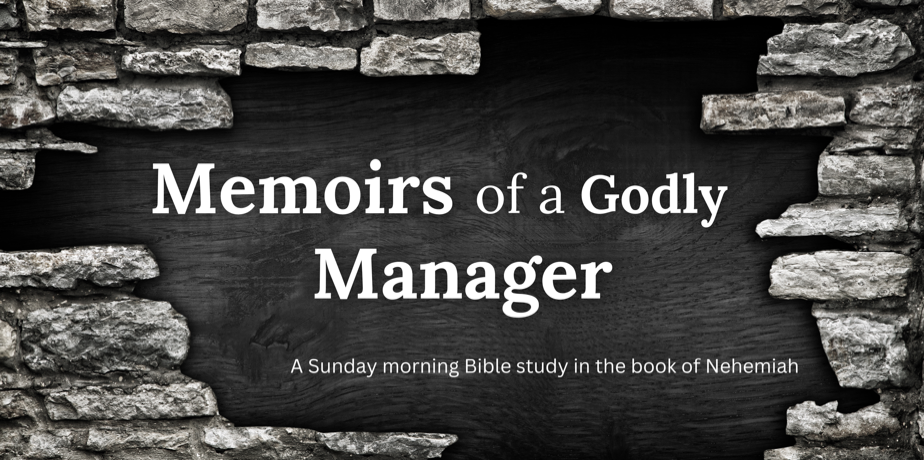 Memoirs of a Godly
Manager
A Sunday morning Bible study in the book of Nehemiah